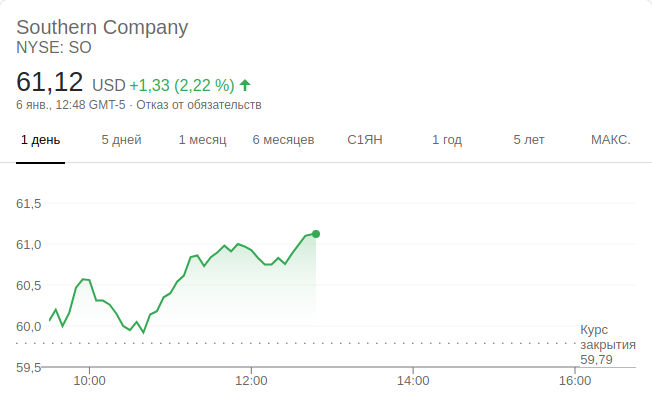 Southern Company
NYSE: SO
61,12 USD +1,33 (2,22 %)
6 янв., 12:48 GMT-5 · Отказ от обязательств
1 день 5 дней 1 месяц 6 месяцев С1ЯН 1 год 5 лет МАКС.
61,5
61,0
60,5
60,0
Курс
закрытия
59,79
59,5
10:00 12:00 14:00 16:00